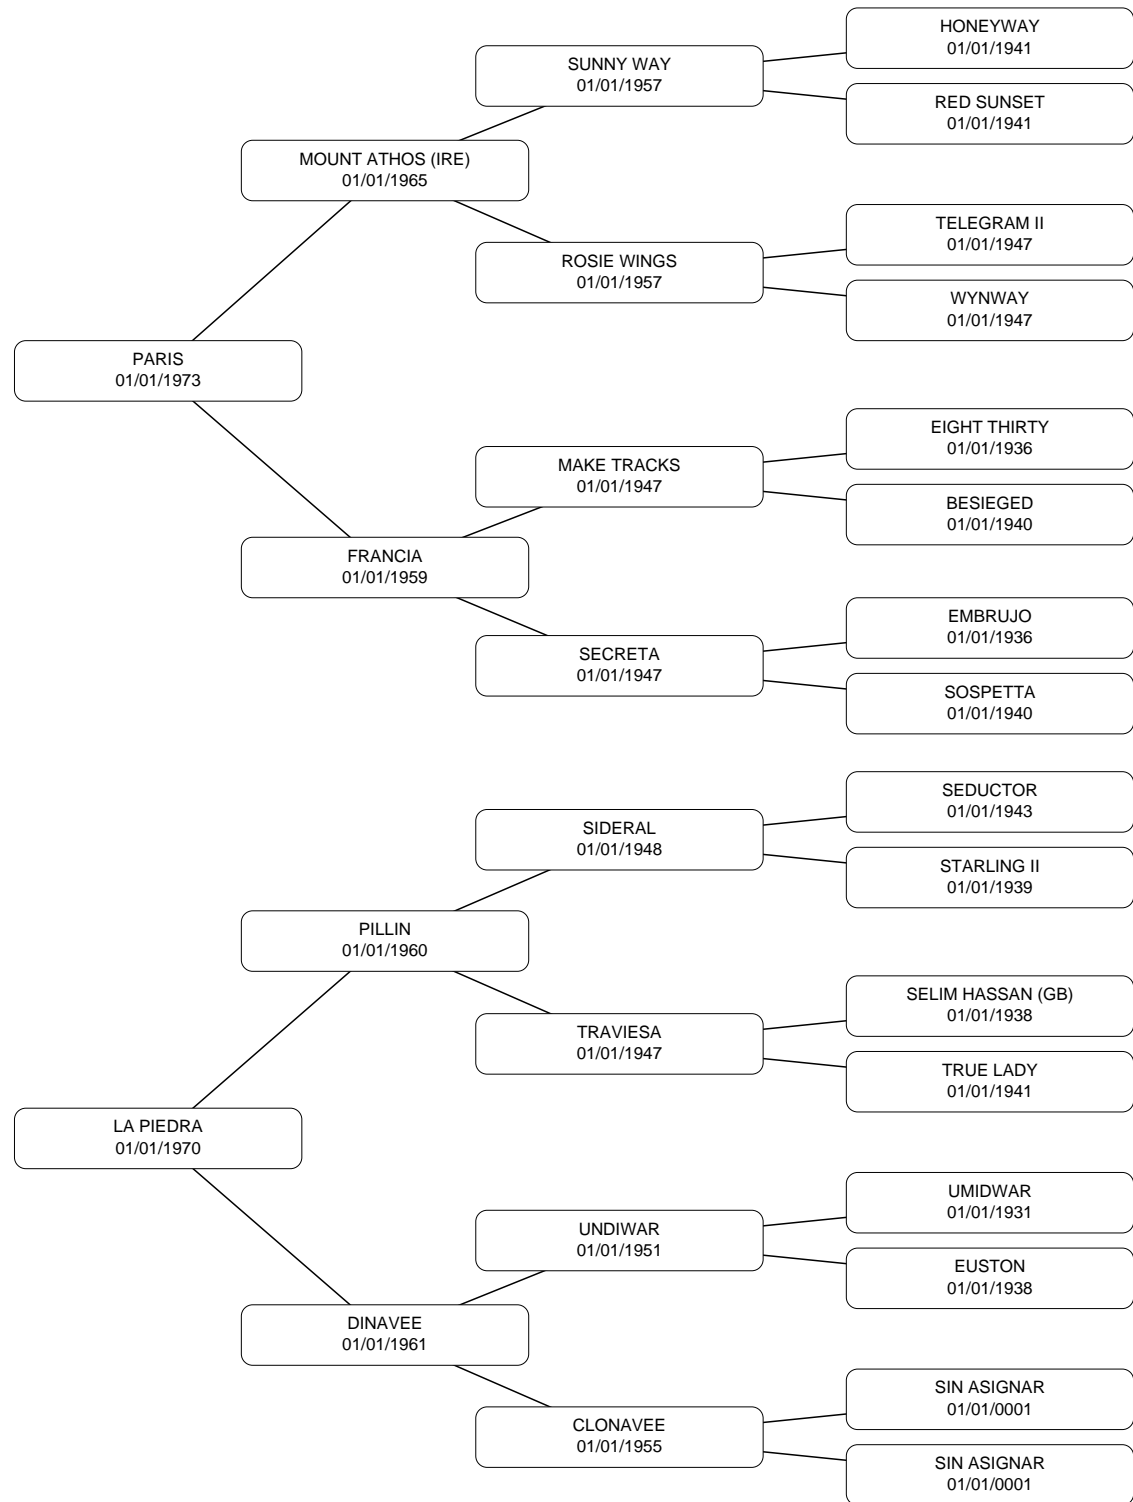 HONEYWAY
01/01/1941
SUNNY WAY
01/01/1957
RED SUNSET
01/01/1941
MOUNT ATHOS (IRE)
01/01/1965
TELEGRAM II
01/01/1947
ROSIE WINGS
01/01/1957
WYNWAY
01/01/1947
PARIS
01/01/1973
EIGHT THIRTY
01/01/1936
MAKE TRACKS
01/01/1947
BESIEGED
01/01/1940
FRANCIA
01/01/1959
EMBRUJO
01/01/1936
SECRETA
01/01/1947
SOSPETTA
01/01/1940
SEDUCTOR
01/01/1943
SIDERAL
01/01/1948
STARLING II
01/01/1939
PILLIN
01/01/1960
SELIM HASSAN (GB)
01/01/1938
TRAVIESA
01/01/1947
TRUE LADY
01/01/1941
LA PIEDRA
01/01/1970
UMIDWAR
01/01/1931
UNDIWAR
01/01/1951
EUSTON
01/01/1938
DINAVEE
01/01/1961
SIN ASIGNAR
01/01/0001
CLONAVEE
01/01/1955
SIN ASIGNAR
01/01/0001